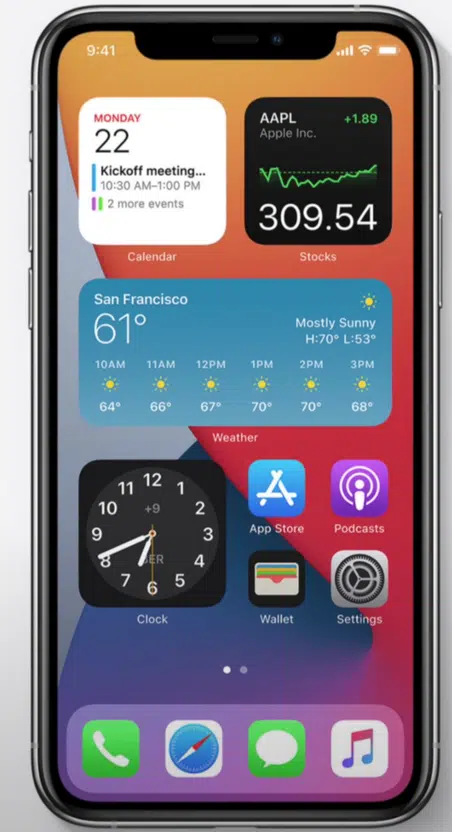 9:41
MONDAY
22
Kickoff meeting...
10:30 AM–1:00 PM
2 more events
Calendar
AAPL +1.89
Apple Inc.
309.54
Stocks
San Francisco
61°
Mostly Sunny
H:70° L:53°
10AM 11AM 12PM 1PM 2PM 3PM
64° 66° 67° 70° 70° 68°
Weather
12
11 1
10 +9 2
9 3
8 4
7 5
6
Clock
App Store
Podcasts
Wallet
Settings